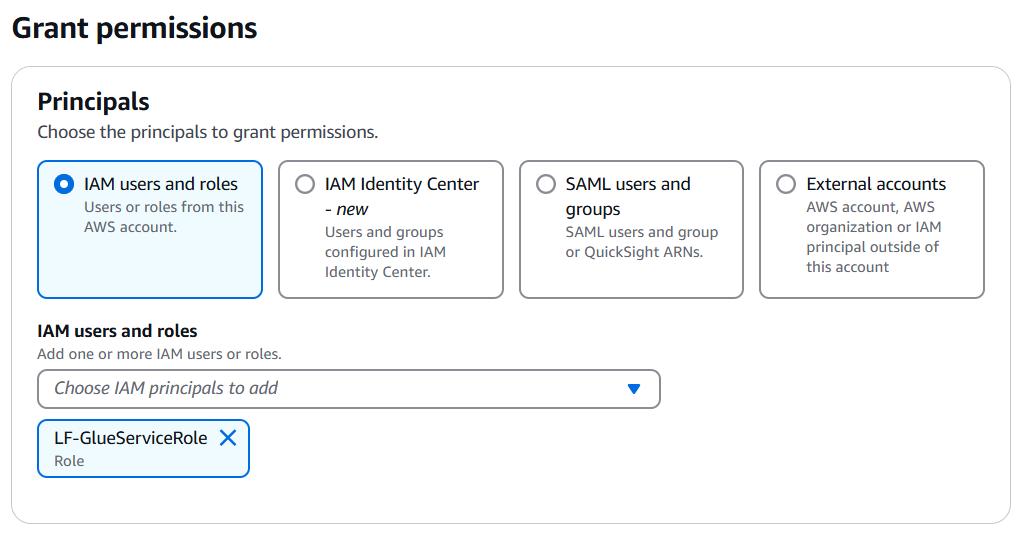 Grant permissions
Principals
Choose the principals to grant permissions.
IAM users and roles
Users or roles from this
AWS account.
IAM Identity Center
- new
Users and groups
configured in IAM
Identity Center.
SAML users and
groups
SAML users and group
or QuickSight ARNs.
External accounts
AWS account, AWS
organization or IAM
principal outside of
this account
IAM users and roles
Add one or more IAM users or roles.
Choose IAM principals to add
LF-GlueServiceRole
Role